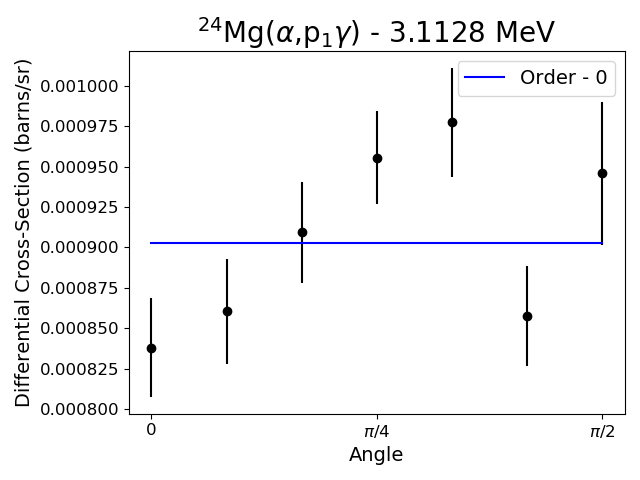 ²⁴Mg(α,p₁γ) - 3.1128 MeV
Order - 0
Differential Cross-Section (barns/sr)
0.001000
0.000975
0.000950
0.000925
0.000900
0.000875
0.000850
0.000825
0.000800
0 π/4 π/2
Angle